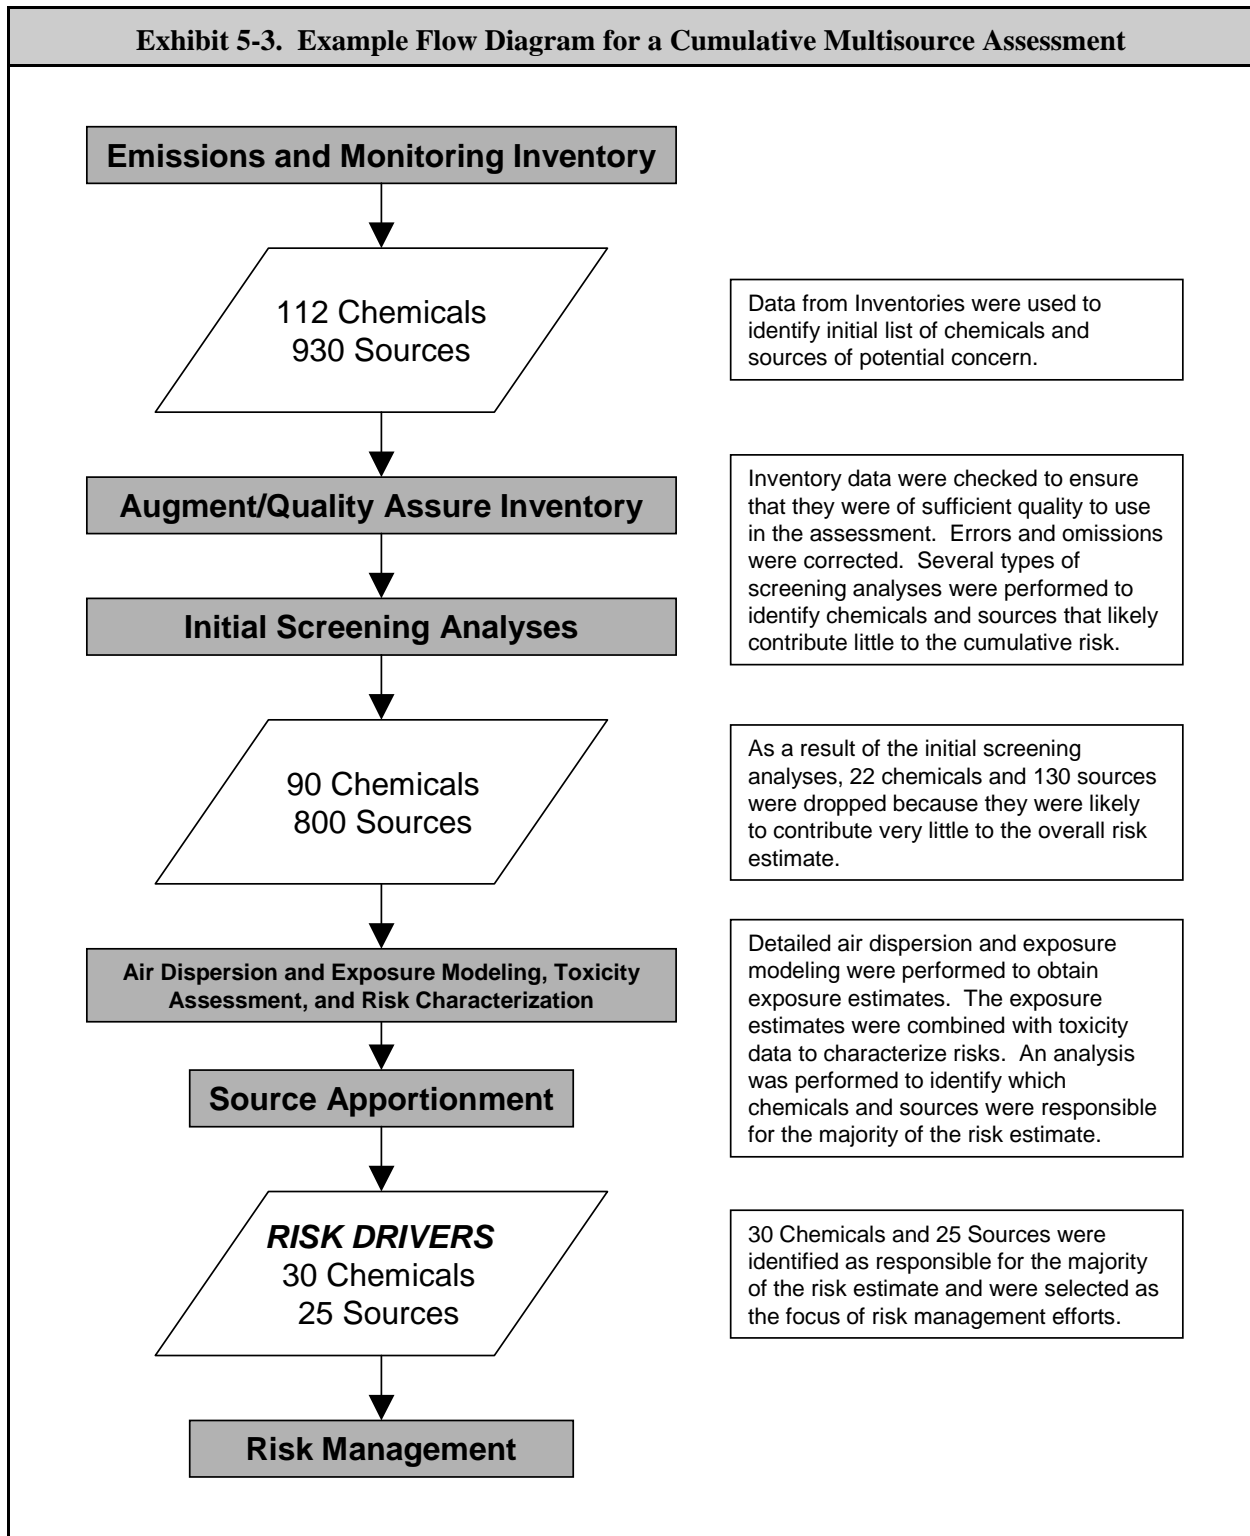 Exhibit 5-3.  Example Flow Diagram for a Cumulative Multisource Assessment
Emissions and Monitoring Inventory
112 Chemicals
930 Sources
Data from Inventories were used to
identify initial list of chemicals and
sources of potential concern.
Augment/Quality Assure Inventory
Initial Screening Analyses
Inventory data were checked to ensure
that they were of sufficient quality to use
in the assessment.  Errors and omissions
were corrected.  Several types of
screening analyses were performed to
identify chemicals and sources that likely
contribute little to the cumulative risk.
90 Chemicals
800 Sources
As a result of the initial screening
analyses, 22 chemicals and 130 sources
were dropped because they were likely
to contribute very little to the overall risk
estimate.
Air Dispersion and Exposure Modeling, Toxicity
Assessment, and Risk Characterization
Source Apportionment
Detailed air dispersion and exposure
modeling were performed to obtain
exposure estimates.  The exposure
estimates were combined with toxicity
data to characterize risks.  An analysis
was performed to identify which
chemicals and sources were responsible
for the majority of the risk estimate.
RISK DRIVERS
30 Chemicals
25 Sources
30 Chemicals and 25 Sources were
identified as responsible for the majority
of the risk estimate and were selected as
the focus of risk management efforts.
Risk Management